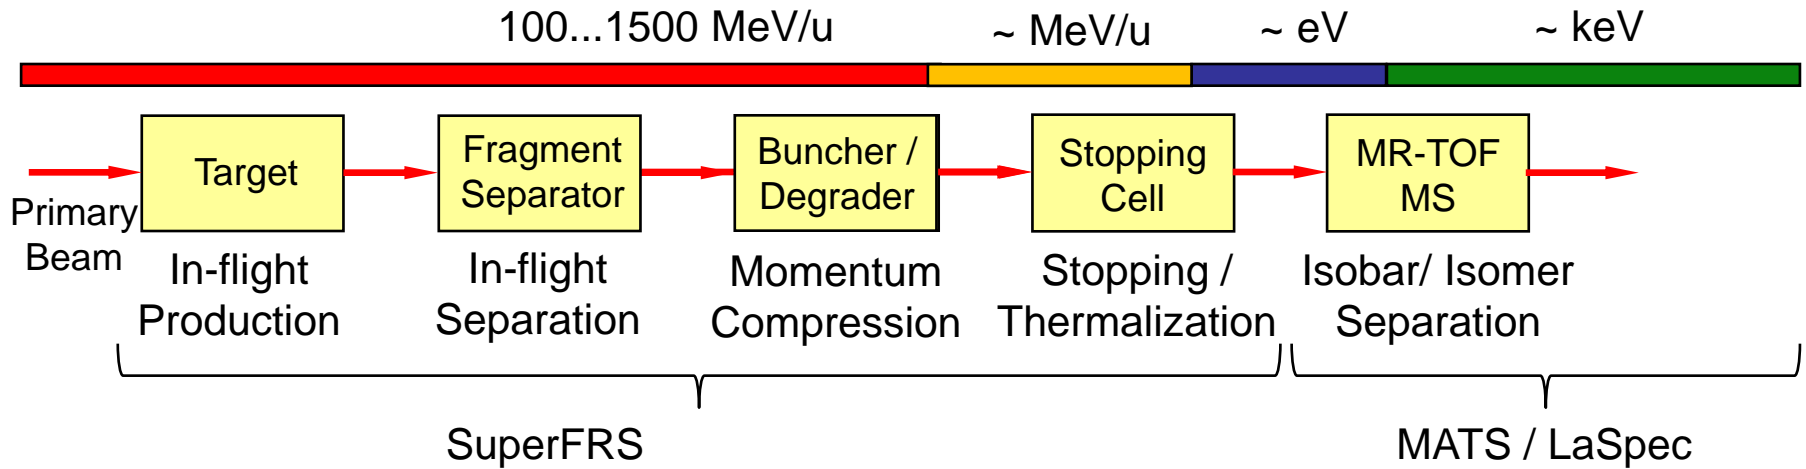 100...1500 MeV/u
~ MeV/u
~ eV
~ keV
Primary
Beam
Target
In-flight
Production
Fragment
Separator
In-flight
Separation
Buncher /
Degrader
Momentum
Compression
Stopping
Cell
Stopping /
Thermalization
MR-TOF
MS
Isobar/ Isomer
Separation
SuperFRS
MATS / LaSpec